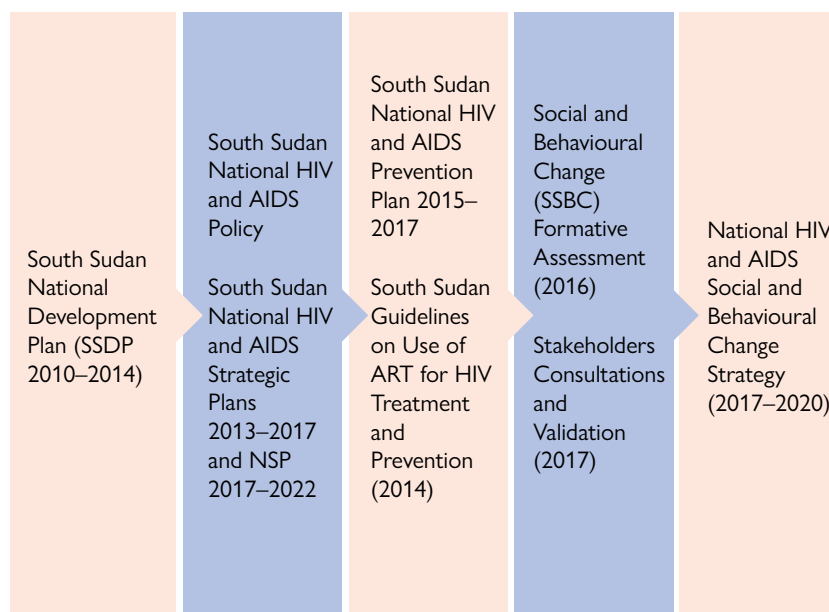 South Sudan
National
Development
Plan (SSDP
2010–2014)
South Sudan
National HIV
and AIDS
Policy
South Sudan
National HIV
and AIDS
Strategic
Plans
2013–2017
and NSP
2017–2022
South Sudan
National HIV
and AIDS
Prevention
Plan 2015–
2017
South Sudan
Guidelines
on Use of
ART for HIV
Treatment
and
Prevention
(2014)
Social and
Behavioural
Change
(SSBC)
Formative
Assessment
(2016)
Stakeholders
Consultations
and
Validation
(2017)
National HIV
and AIDS
Social and
Behavioural
Change
Strategy
(2017–2020)